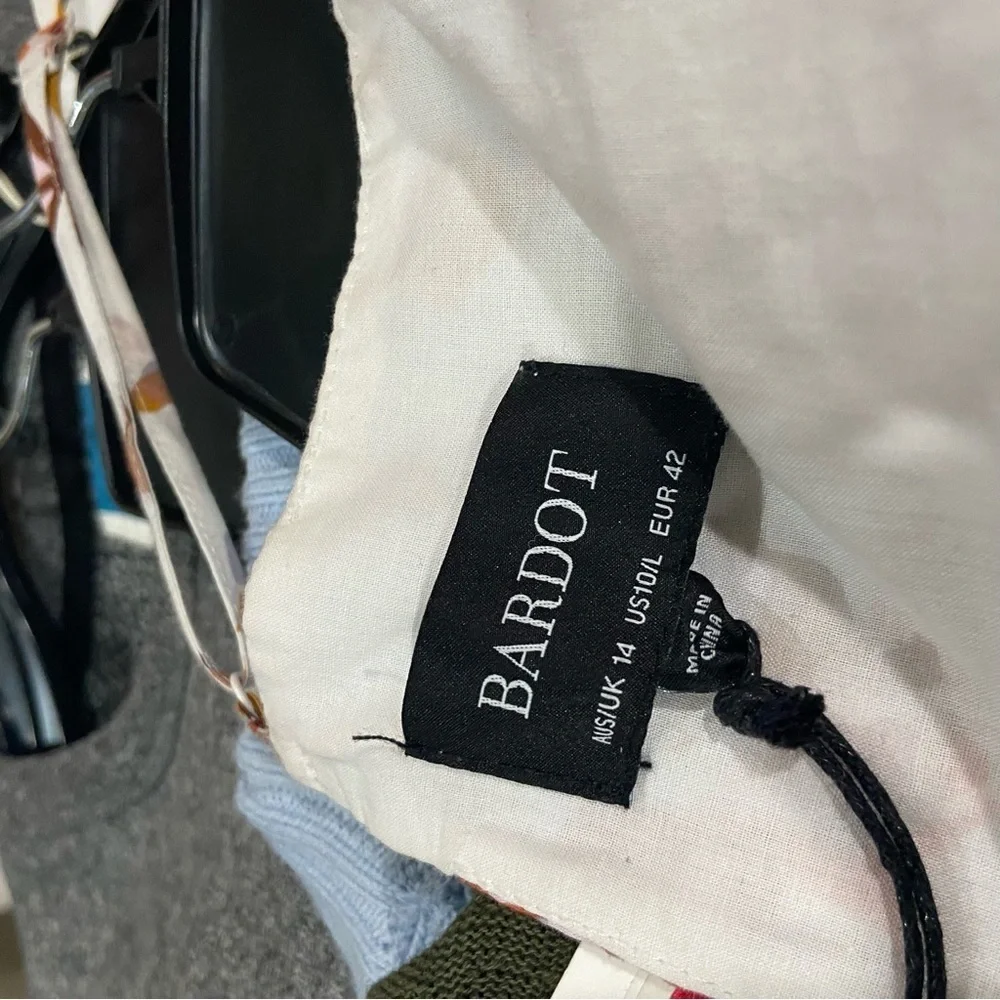 BARDOT
AUS/UK 14 US10/L EUR 42
MADE IN
CHINA